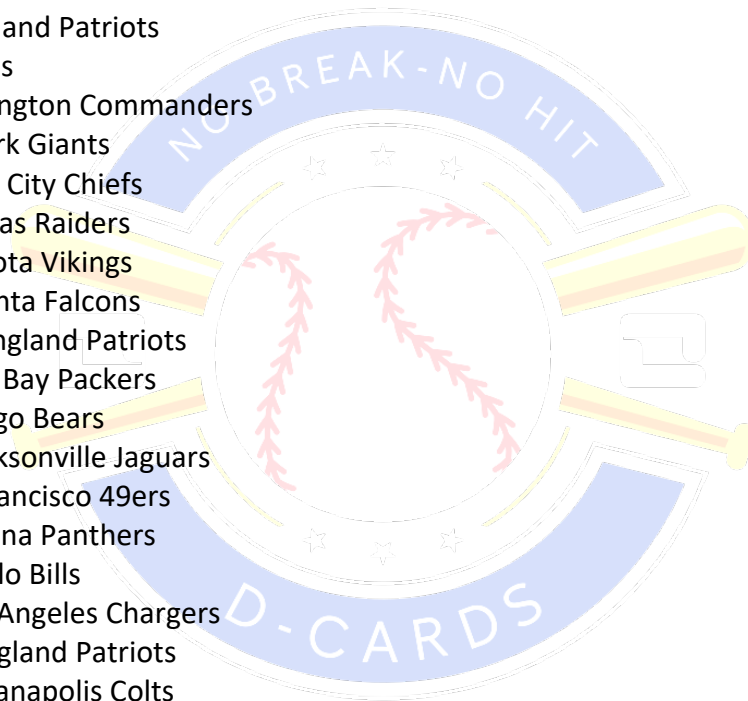 and Patriots
s
NO BREAK-NO HIT
ington Commanders
rk Giants
City Chiefs
as Raiders
ota Vikings
nta Falcons
ngland Patriots
Bay Packers
go Bears
ksonville Jaguars
ancisco 49ers
na Panthers
lo Bills
Angeles Chargers
D-CARDS
gland Patriots
anapolis Colts